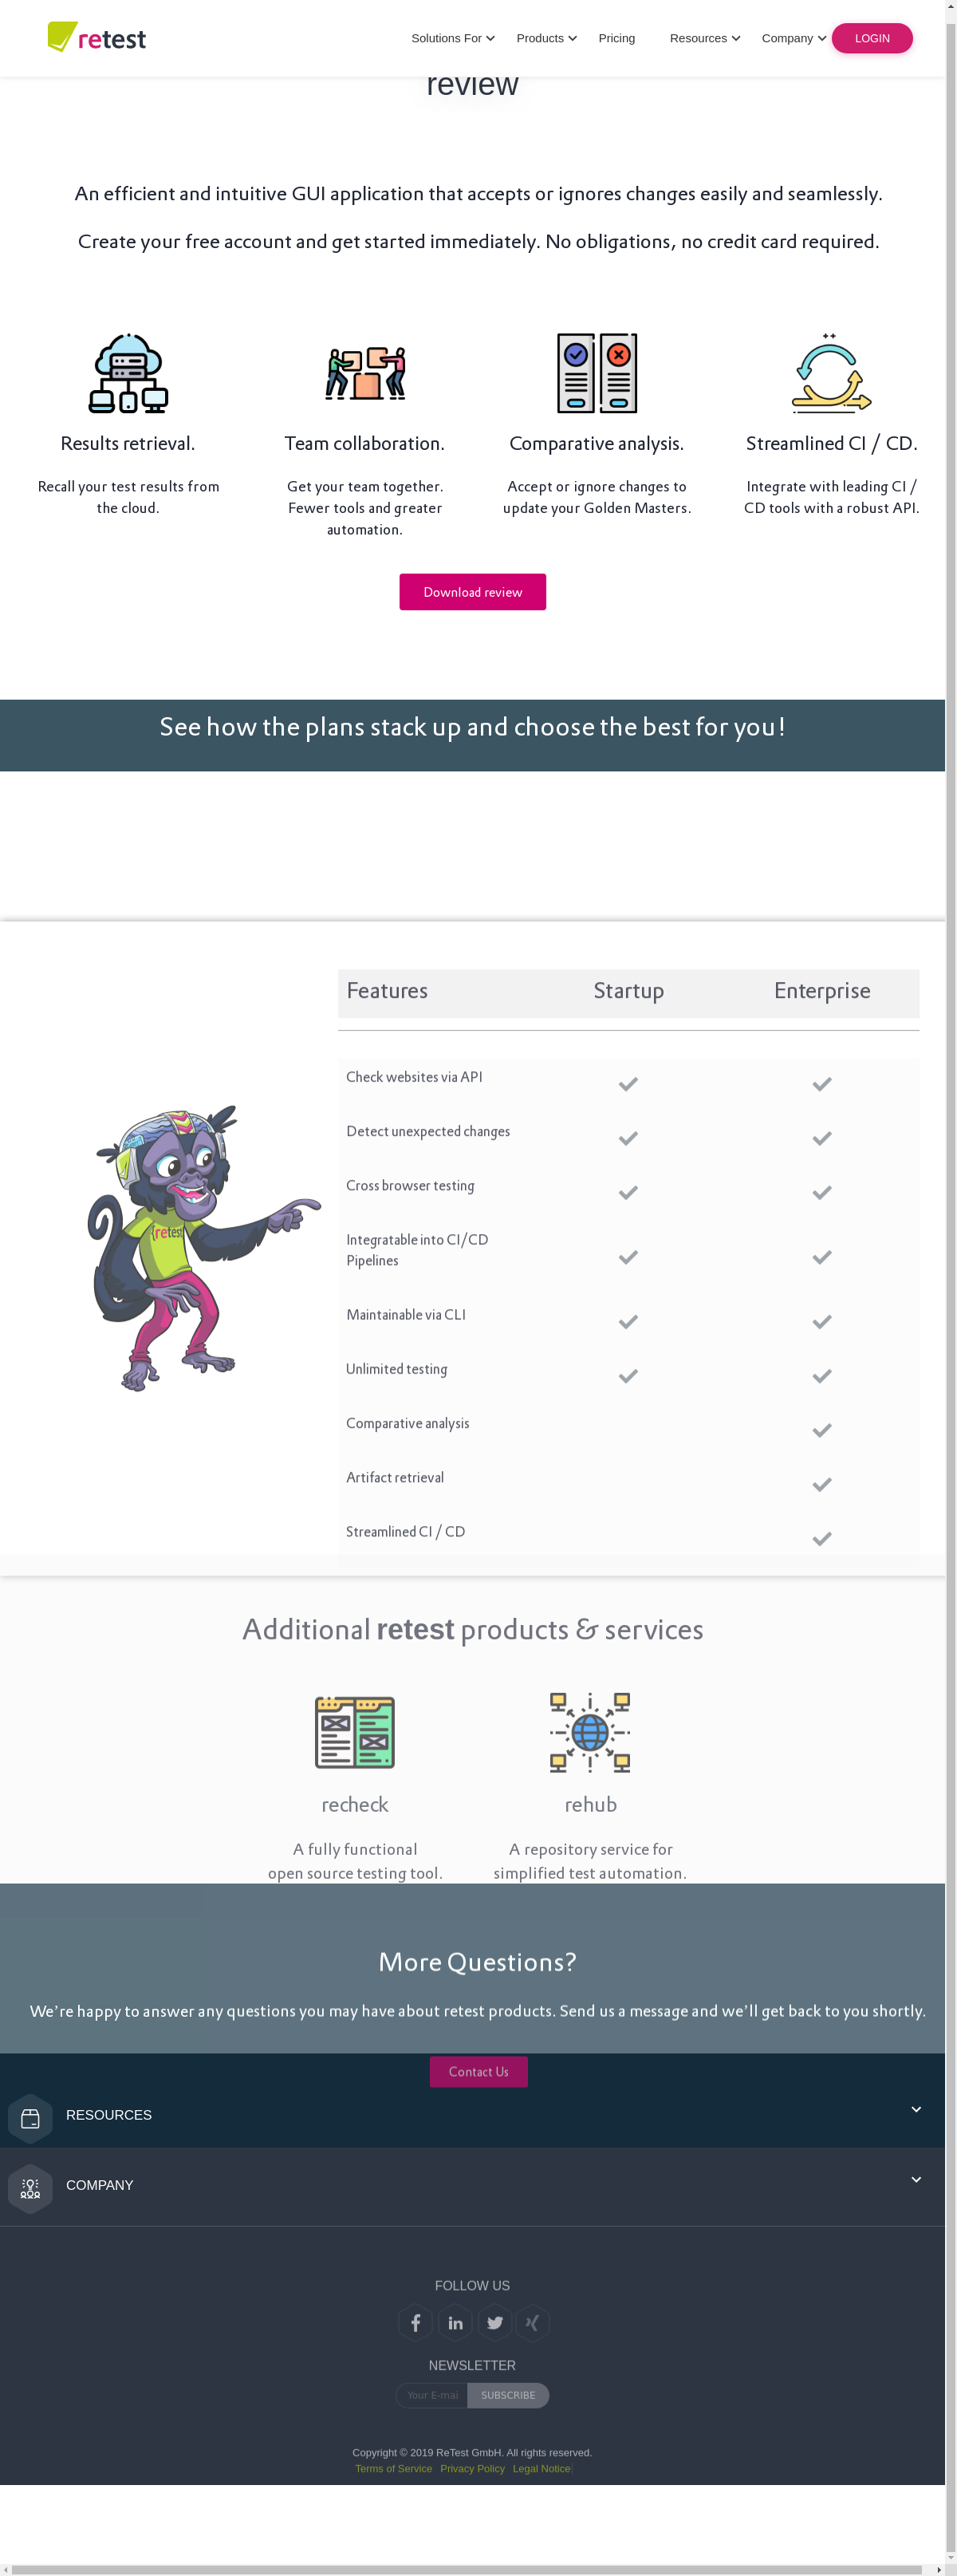 retest
Solutions For
Products
Pricing
Resources
Company
LOGIN
review
An efficient and intuitive GUI application that accepts or ignores changes easily and seamlessly.
Create your free account and get started immediately. No obligations, no credit card required.
Results retrieval.
Recall your test results from
the cloud.
Team collaboration.
Get your team together.
Fewer tools and greater
automation.
Comparative analysis.
Accept or ignore changes to
update your Golden Masters.
Streamlined CI / CD.
Integrate with leading CI /
CD tools with a robust API.
Download review
See how the plans stack up and choose the best for you!
Features Startup Enterprise
Check websites via API
Detect unexpected changes
Cross browser testing
retest
Integratable into CI/CD
Pipelines
Maintainable via CLI
Unlimited testing
Comparative analysis
Artifact retrieval
Streamlined CI / CD
Additional retest products & services
recheck
A fully functional
open source testing tool.
rehub
A repository service for
simplified test automation.
More Questions?
We're happy to answer any questions you may have about retest products. Send us a message and we'll get back to you shortly.
Contact Us
RESOURCES
COMPANY
FOLLOW US
NEWSLETTER
Your E-mai
SUBSCRIBE
Copyright © 2019 ReTest GmbH. All rights reserved.
Terms of Service Privacy Policy Legal Notice